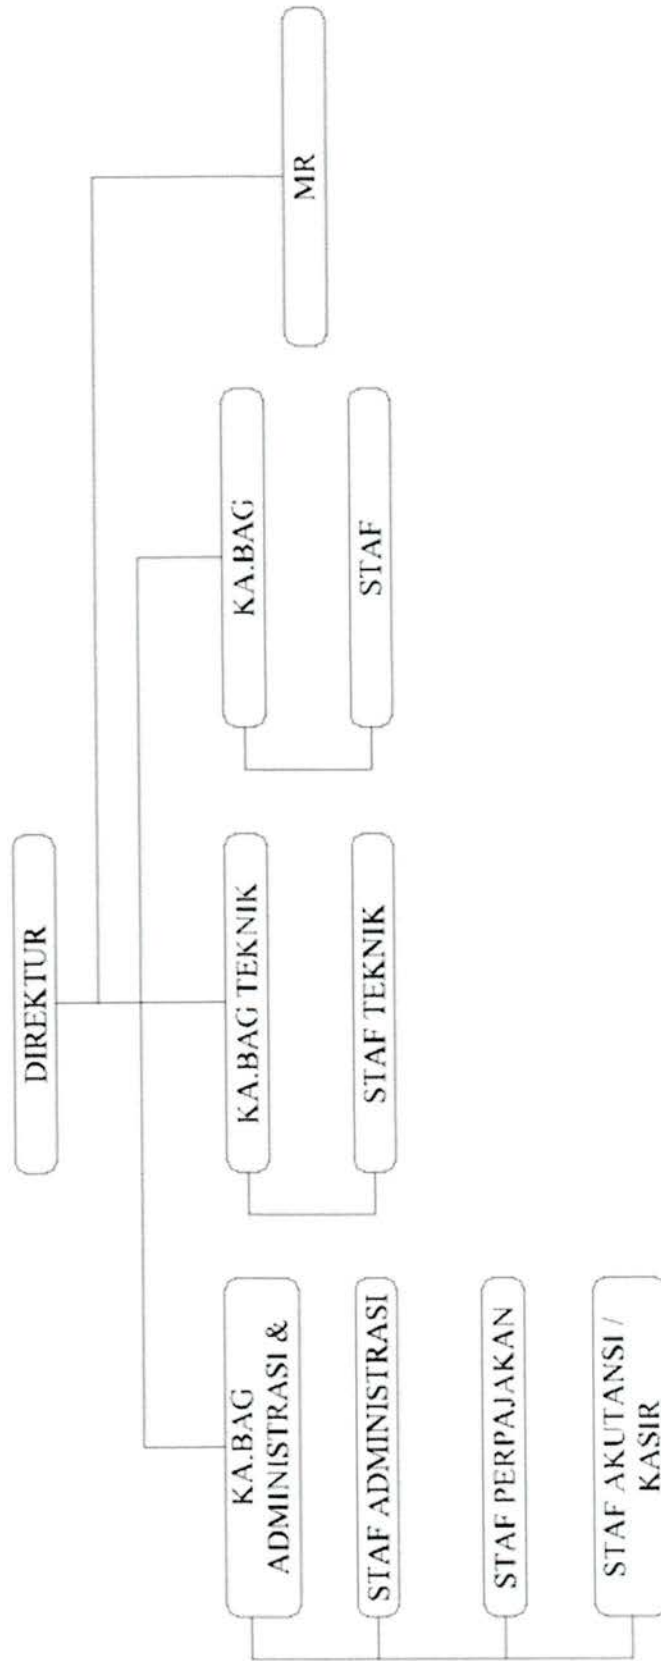 DIREKTUR
MR
KA.BAG
ADMINISTRASI &
KA.BAG TEKNIK
KA.BAG
STAF ADMINISTRASI
STAF TEKNIK
STAF
STAF PERPAJAKAN
STAF AKUTANSI /
KASIR